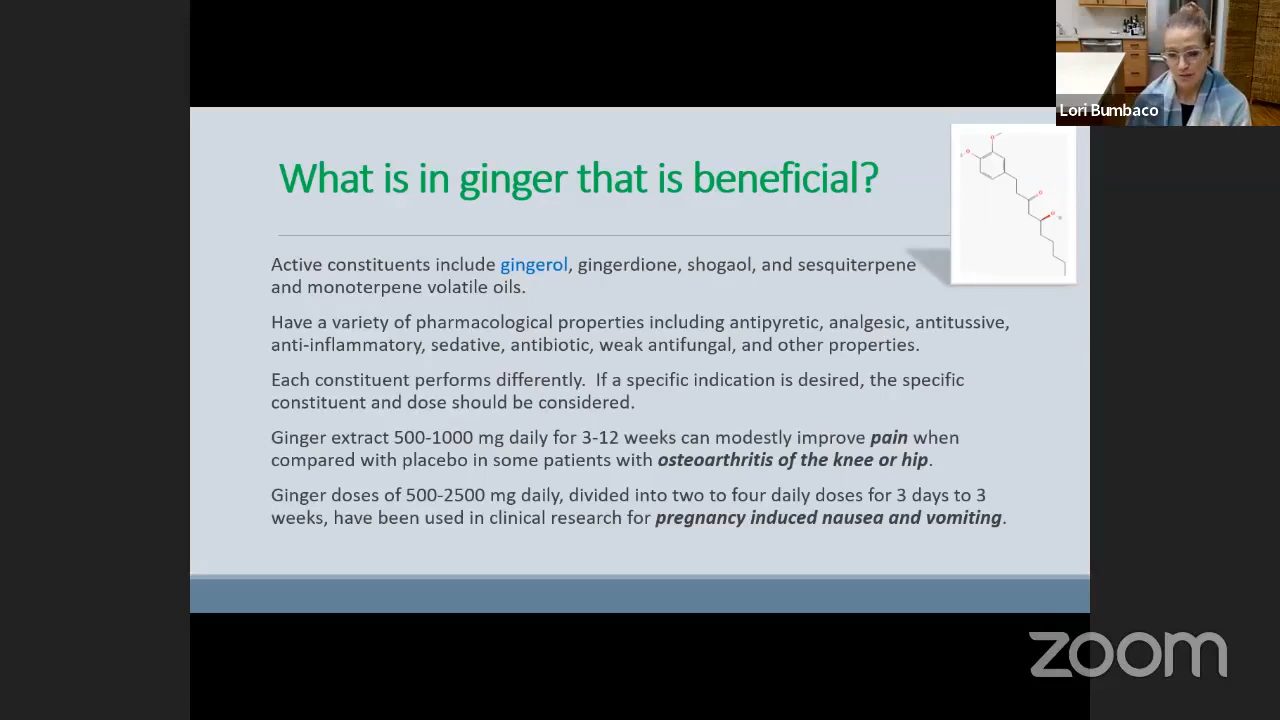 Lori Bumbaco
What is in ginger that is beneficial?
Active constituents include gingerol, gingerdione, shogaol, and sesquiterpene
and monoterpene volatile oils.
Have a variety of pharmacological properties including antipyretic, analgesic, antitussive,
anti-inflammatory, sedative, antibiotic, weak antifungal, and other properties.
Each constituent performs differently.  If a specific indication is desired, the specific
constituent and dose should be considered.
Ginger extract 500-1000 mg daily for 3-12 weeks can modestly improve pain when
compared with placebo in some patients with osteoarthritis of the knee or hip.
Ginger doses of 500-2500 mg daily, divided into two to four daily doses for 3 days to 3
weeks, have been used in clinical research for pregnancy induced nausea and vomiting.
zoom